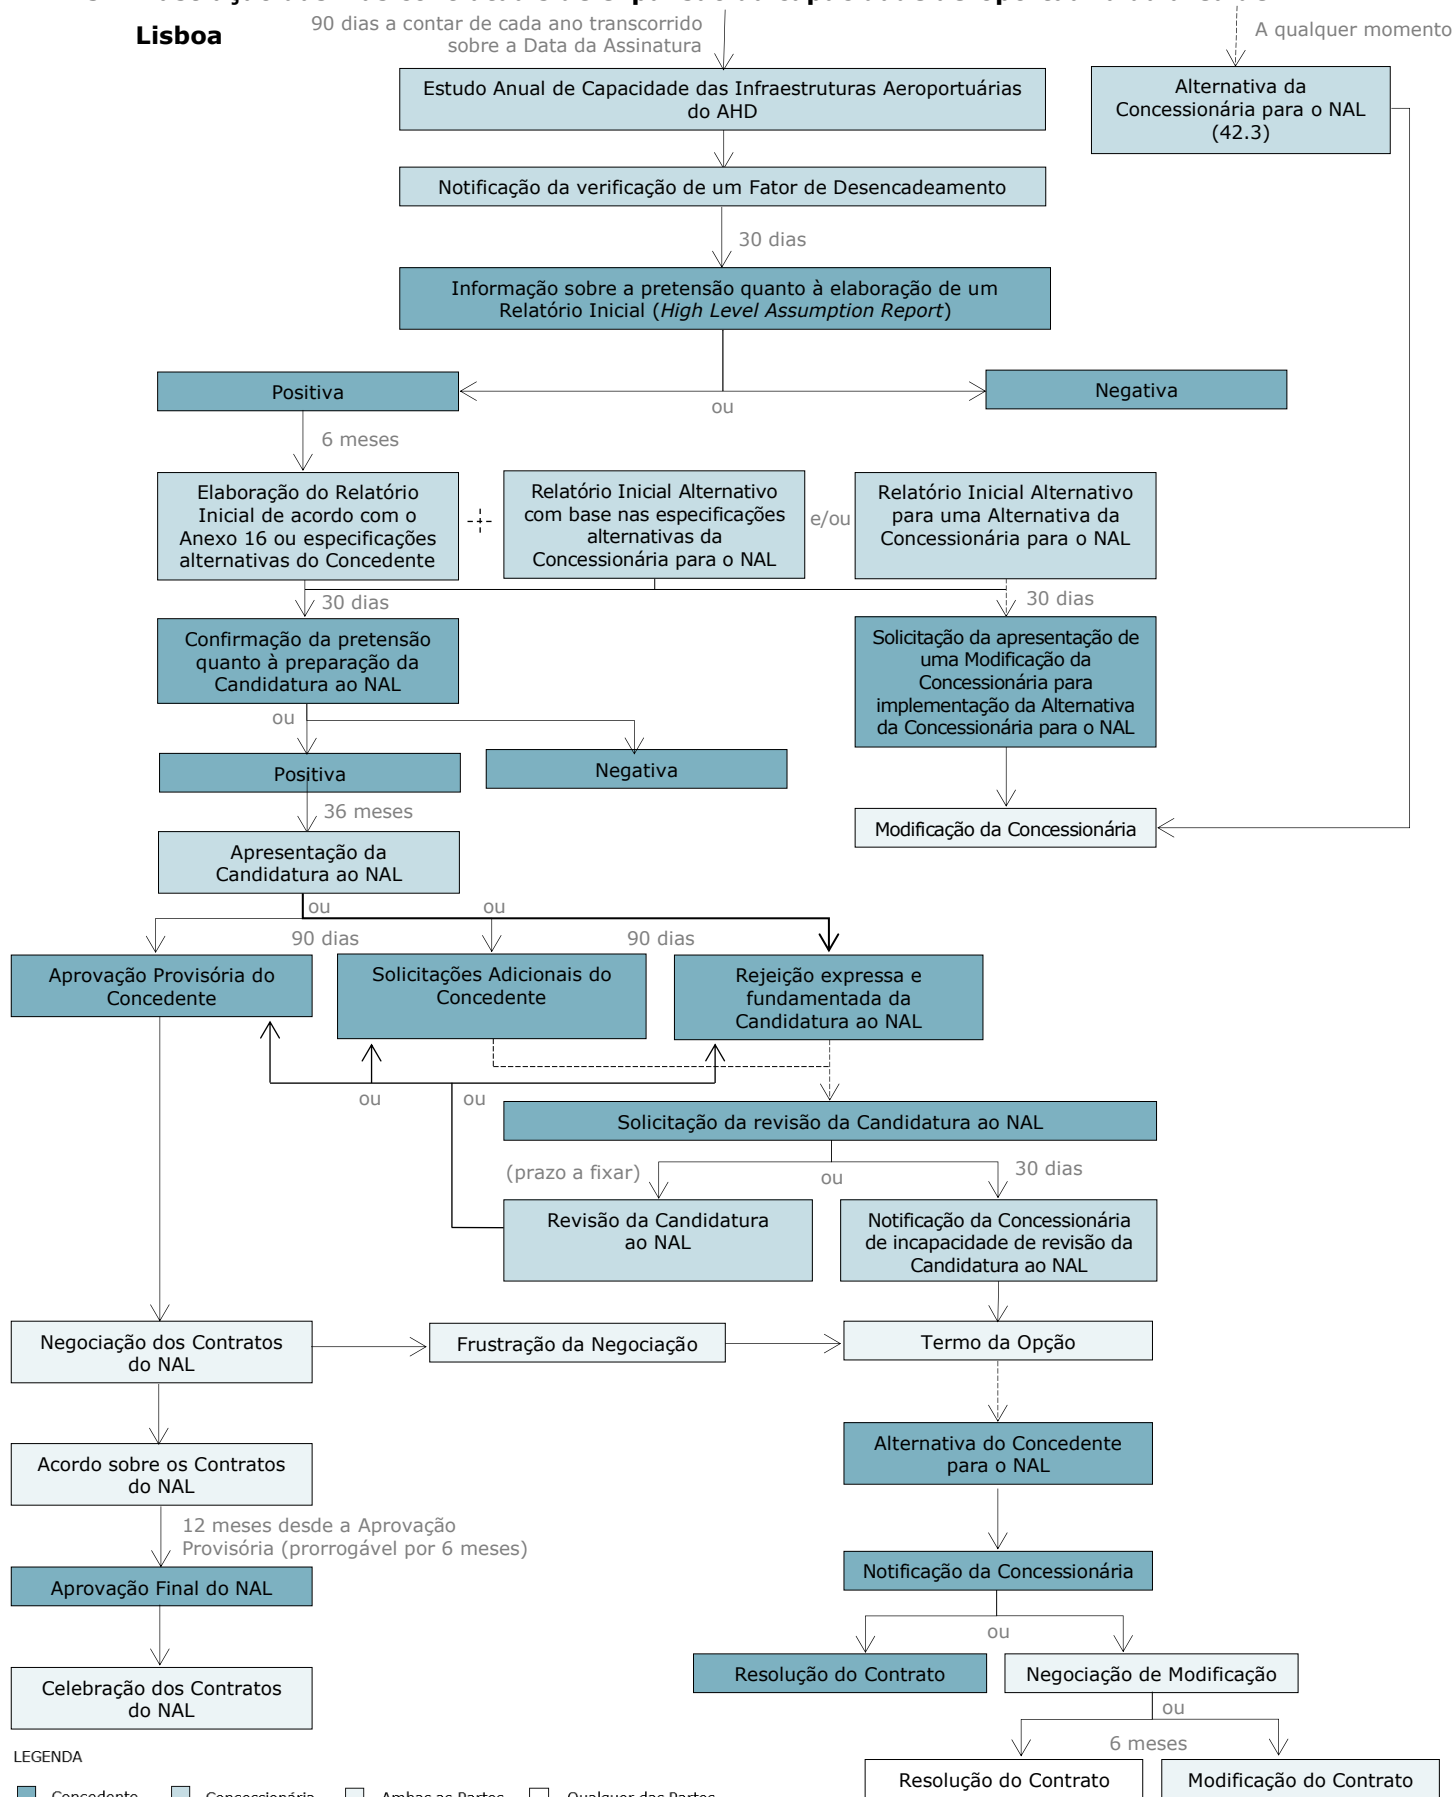 Lisboa
90 dias a contar de cada ano transcorrido
sobre a Data da Assinatura
A qualquer momento
Estudo Anual de Capacidade das Infraestruturas Aeroportuárias
do AHD
Alternativa da
Concessionária para o NAL
(42.3)
Notificação da verificação de um Fator de Desencadeamento
30 dias
Informação sobre a pretensão quanto à elaboração de um
Relatório Inicial (High Level Assumption Report)
Positiva
ou
Negativa
6 meses
Elaboração do Relatório
Inicial de acordo com o
Anexo 16 ou especificações
alternativas do Concedente
Relatório Inicial Alternativo
com base nas especificações
alternativas da
Concessionária para o NAL
e/ou
Relatório Inicial Alternativo
para uma Alternativa da
Concessionária para o NAL
30 dias
30 dias
Confirmação da pretensão
quanto à preparação da
Candidatura ao NAL
Solicitação da apresentação de
uma Modificação da
Concessionária para
implementação da Alternativa
da Concessionária para o NAL
ou
Positiva
Negativa
36 meses
Modificação da Concessionária
Apresentação da
Candidatura ao NAL
ou
ou
90 dias
90 dias
Aprovação Provisória do
Concedente
Solicitações Adicionais do
Concedente
Rejeição expressa e
fundamentada da
Candidatura ao NAL
ou
ou
Solicitação da revisão da Candidatura ao NAL
(prazo a fixar)
ou
30 dias
Revisão da Candidatura
ao NAL
Notificação da Concessionária
de incapacidade de revisão da
Candidatura ao NAL
Negociação dos Contratos
do NAL
Frustração da Negociação
Termo da Opção
Alternativa do Concedente
para o NAL
Acordo sobre os Contratos
do NAL
12 meses desde a Aprovação
Provisória (prorrogável por 6 meses)
Notificação da Concessionária
Aprovação Final do NAL
ou
Resolução do Contrato
Negociação de Modificação
Celebração dos Contratos
do NAL
ou
6 meses
Resolução do Contrato
Modificação do Contrato
LEGENDA
Concedente
Concessionária
Ambas as Partes
Qualquer das Partes